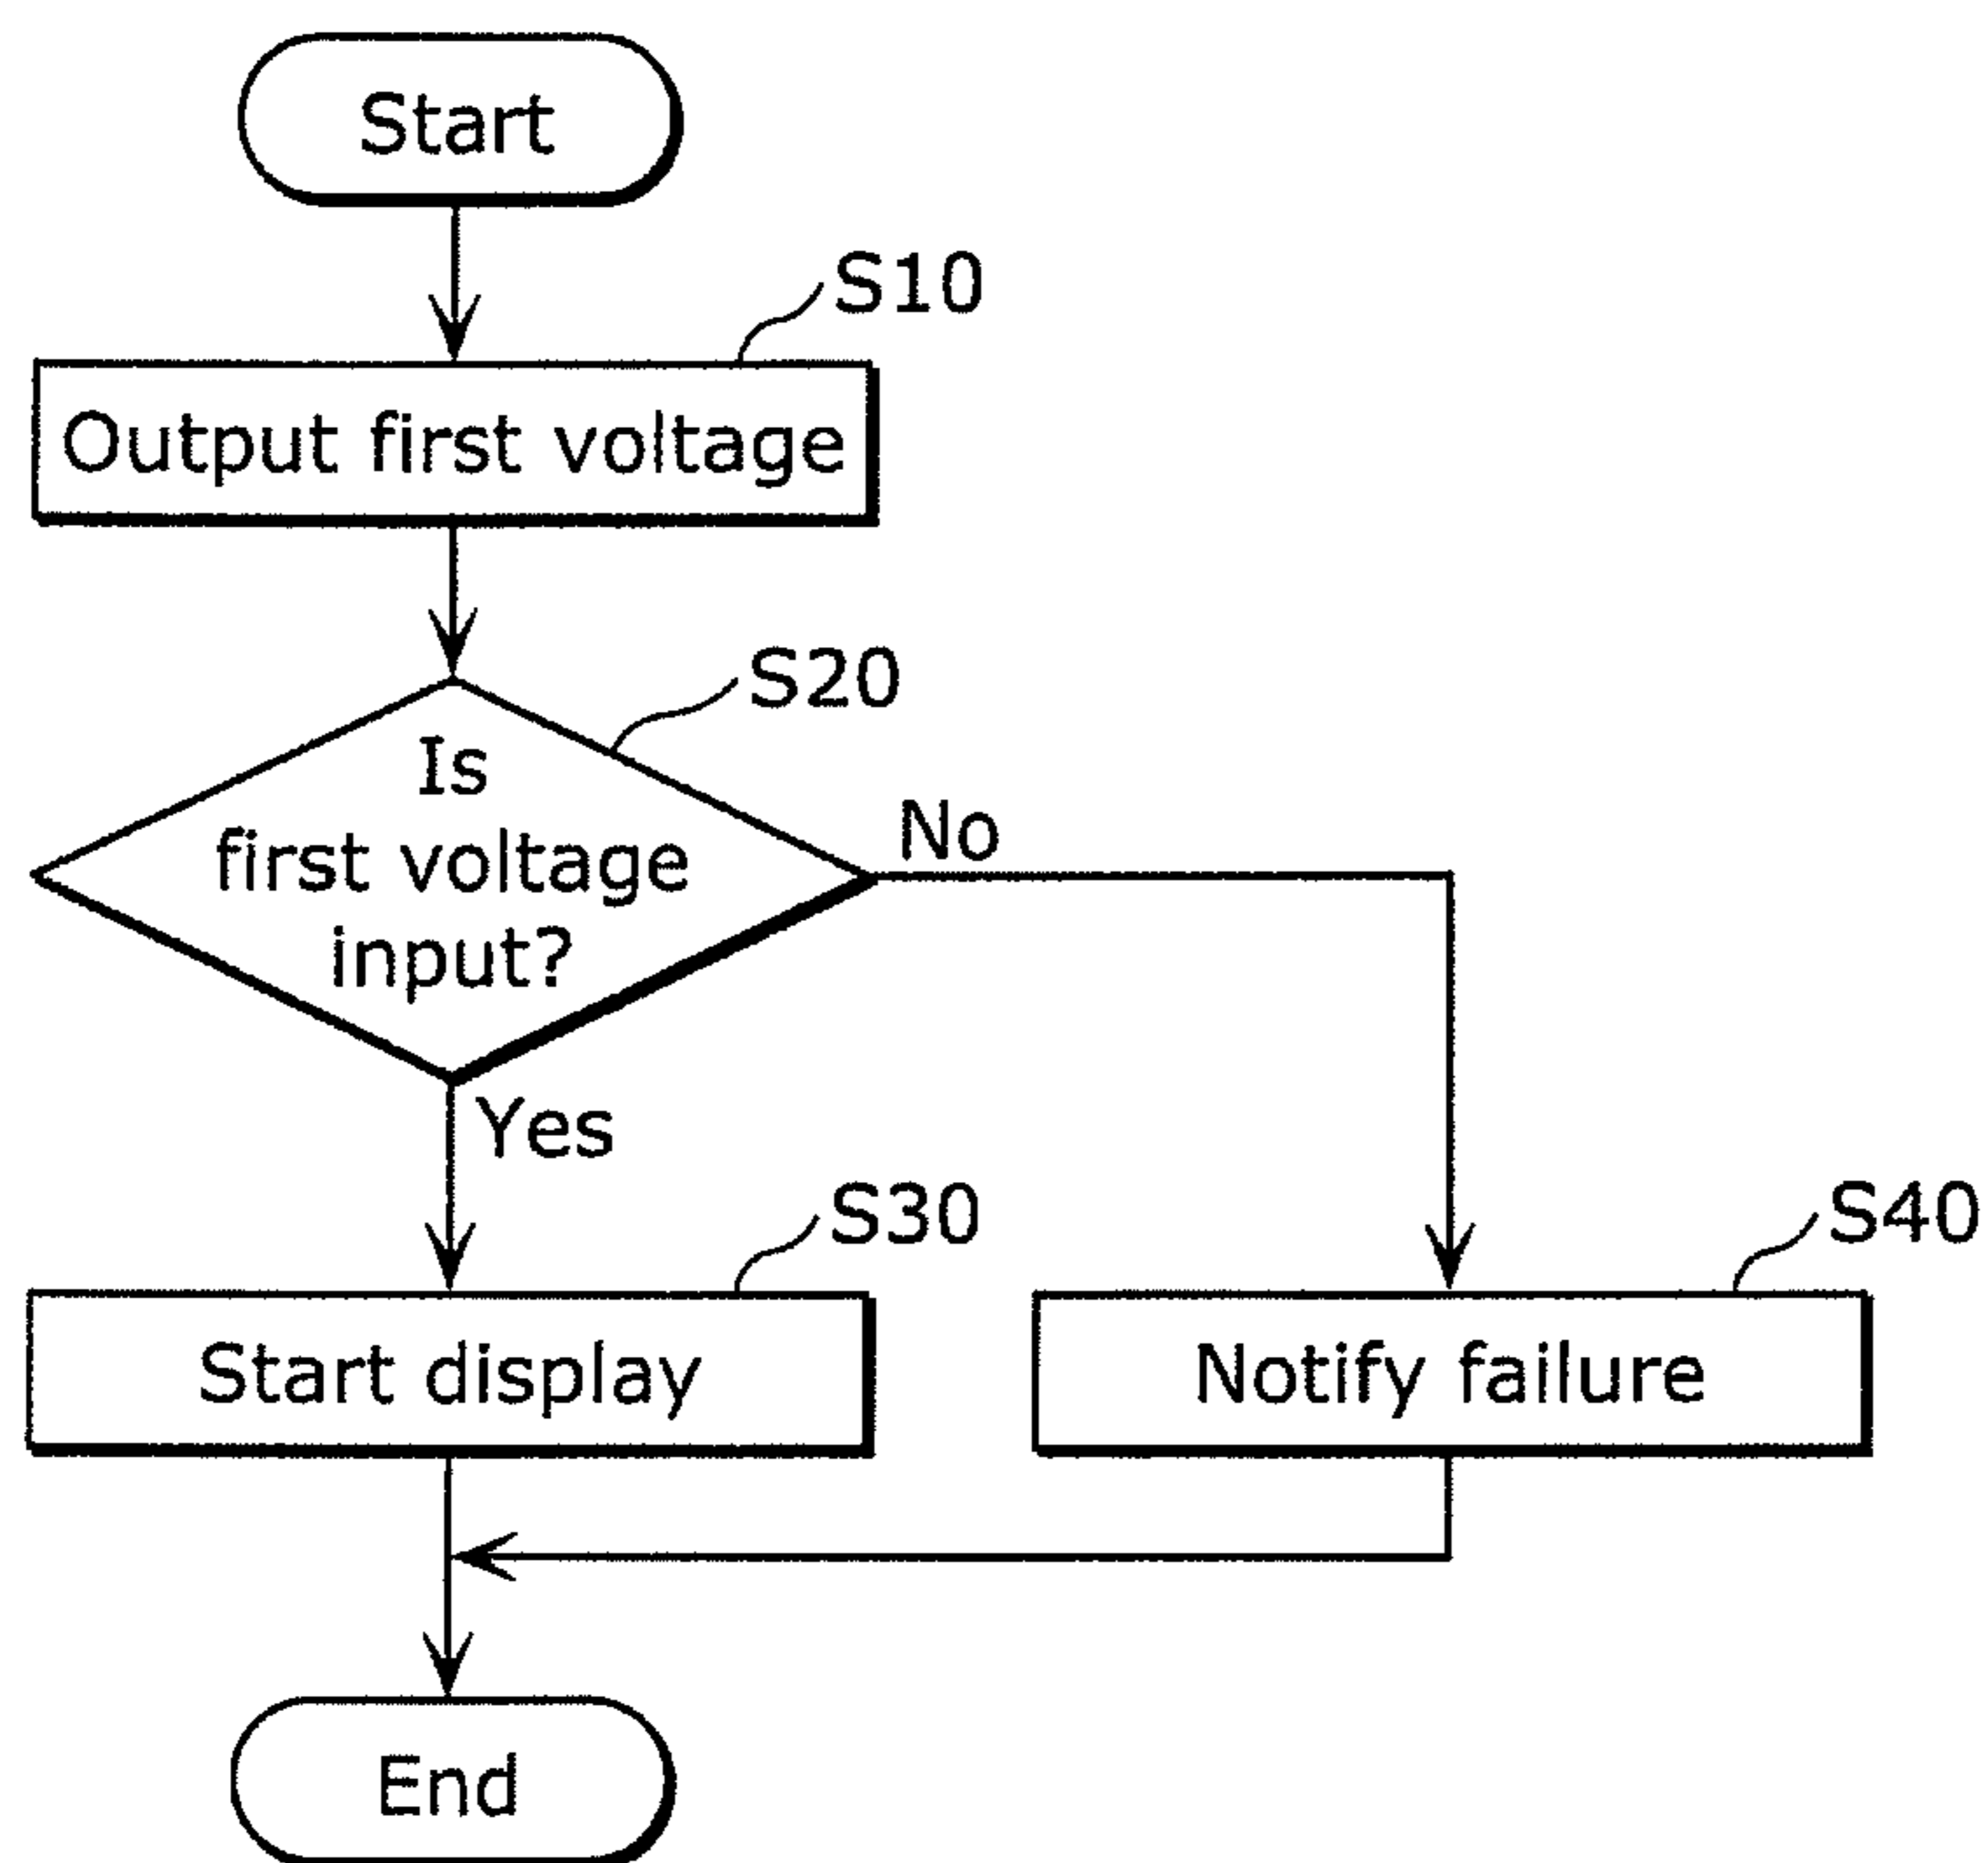 Start
S10
Output first voltage
S20
Is
first voltage
input?
No
Yes
S30
Start display
S40
Notify failure
End